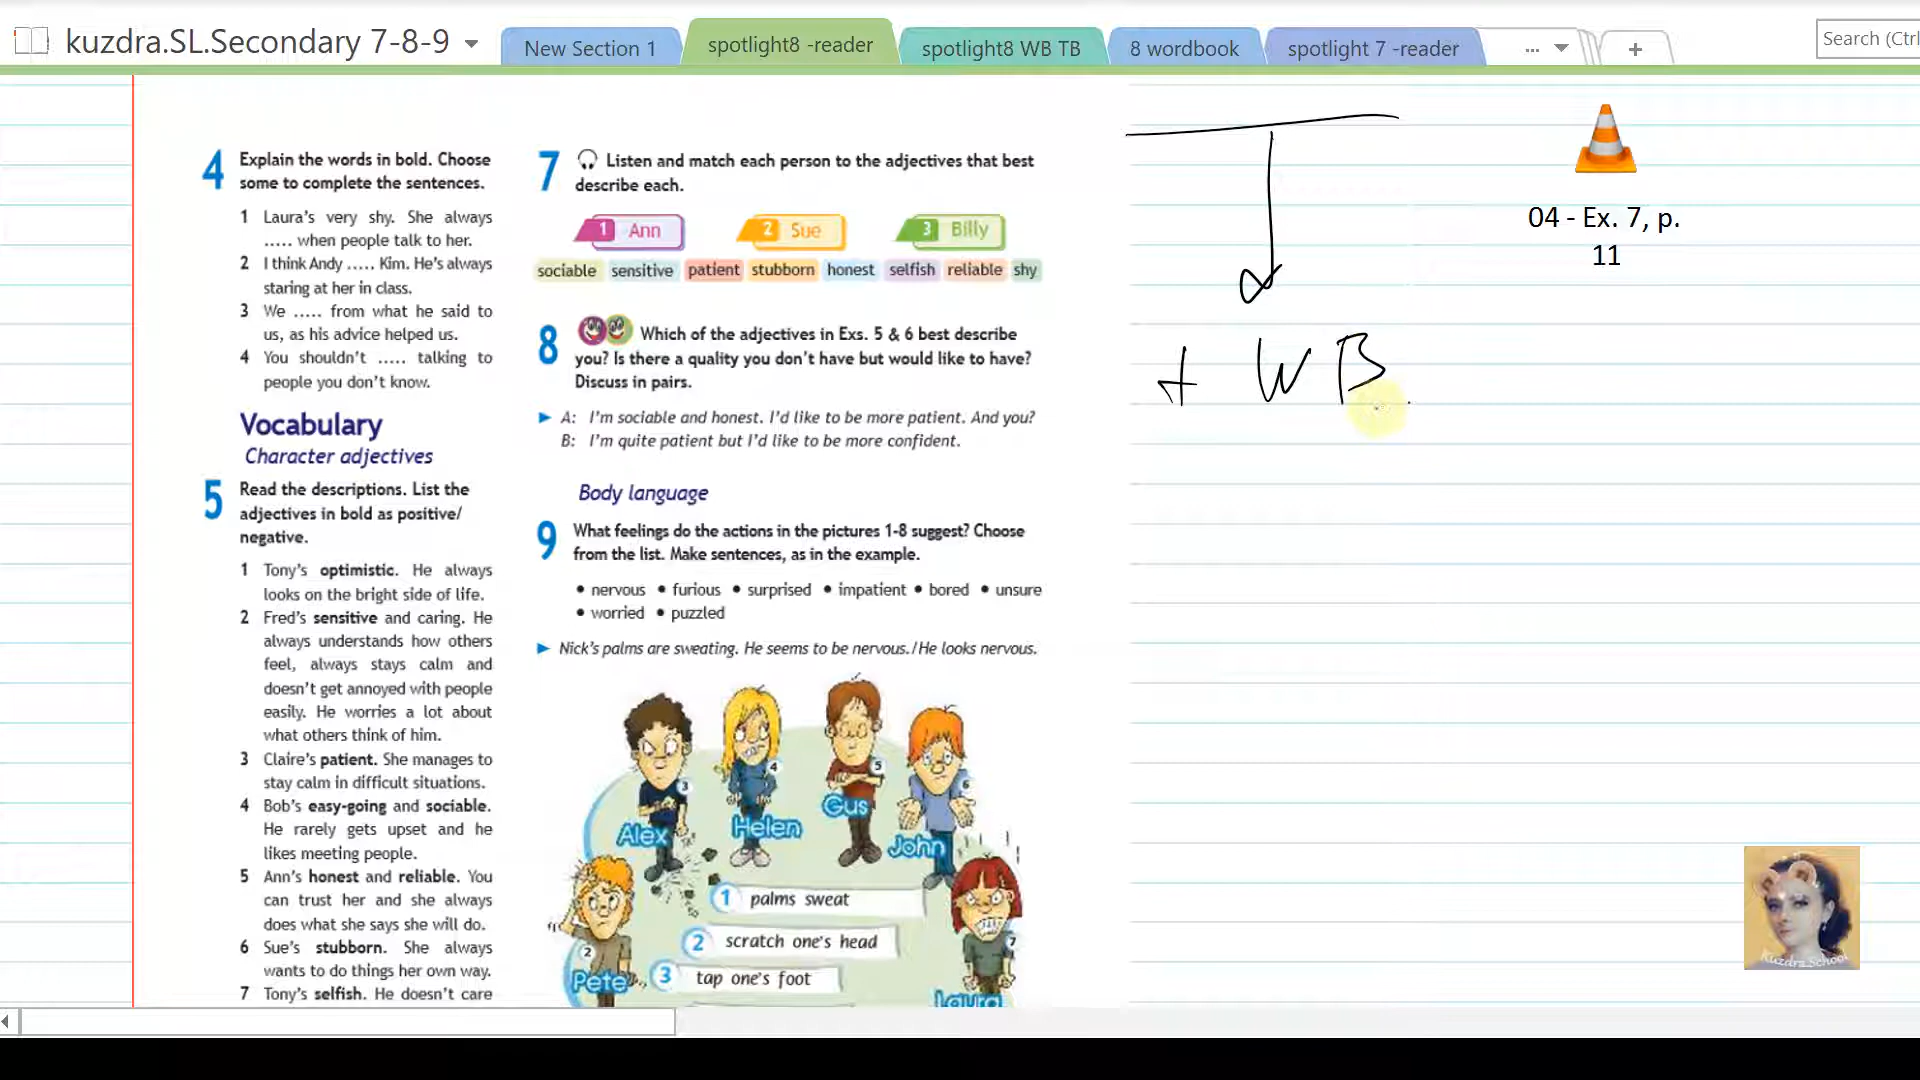 kuzdra.SL.Secondary 7-8-9
New Section 1
spotlight8 -reader
spotlight8 WB TB
8 wordbook
spotlight 7 -reader
...
+
Search (Ctrl
4 Explain the words in bold. Choose
some to complete the sentences.
1 Laura's very shy. She always
..... when people talk to her.
2 I think Andy ..... Kim. He's always
staring at her in class.
3 We ..... from what he said to
us, as his advice helped us.
4 You shouldn't ..... talking to
people you don't know.
Vocabulary
Character adjectives
5 Read the descriptions. List the
adjectives in bold as positive/
negative.
1 Tony's optimistic. He always
looks on the bright side of life.
2 Fred's sensitive and caring. He
always understands how others
feel, always stays calm and
doesn't get annoyed with people
easily. He worries a lot about
what others think of him.
3 Claire's patient. She manages to
stay calm in difficult situations.
4 Bob's easy-going and sociable.
He rarely gets upset and he
likes meeting people.
5 Ann's honest and reliable. You
can trust her and she always
does what she says she will do.
6 Sue's stubborn. She always
wants to do things her own way.
7 Tony's selfish. He doesn't care
7 Listen and match each person to the adjectives that best
describe each.
1 Ann 2 Sue 3 Billy
sociable sensitive patient stubborn honest selfish reliable shy
8 Which of the adjectives in Exs. 5 & 6 best describe
you? Is there a quality you don't have but would like to have?
Discuss in pairs.
A: I'm sociable and honest. I'd like to be more patient. And you?
B: I'm quite patient but I'd like to be more confident.
Body language
9 What feelings do the actions in the pictures 1-8 suggest? Choose
from the list. Make sentences, as in the example.
• nervous • furious • surprised • impatient • bored • unsure
• worried • puzzled
Nick's palms are sweating. He seems to be nervous./He looks nervous.
3 Alex
4 Helen
5 Gus
6 John
2 Pete
7 Laura
1 palms sweat
2 scratch one's head
3 tap one's foot
+ WB
04 - Ex. 7, p.
11
Kuzdra.School